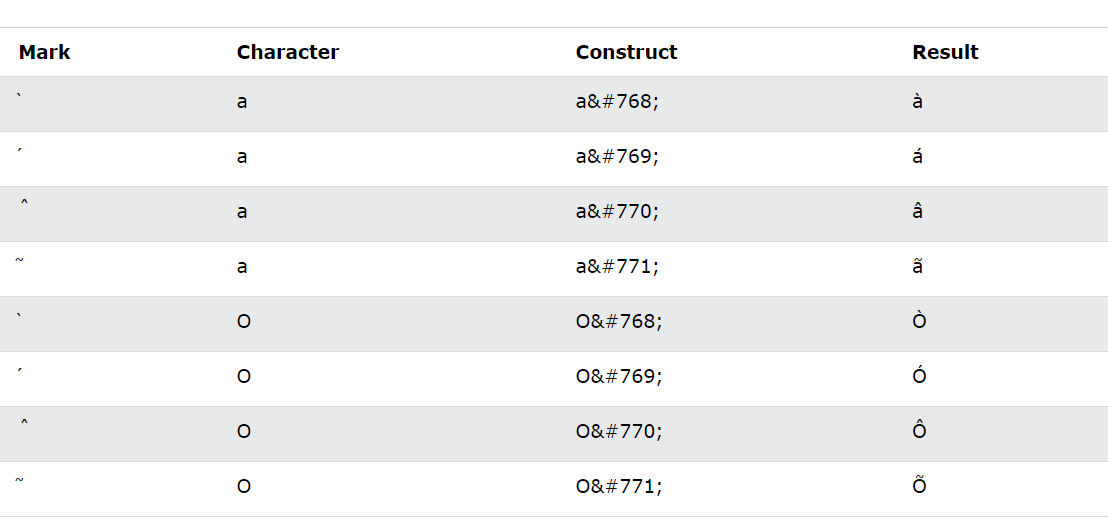 Mark Character Construct Result
̀ a a&#768; à
́ a a&#769; á
̂ a a&#770; â
̃ a a&#771; ã
̀ O O&#768; Ò
́ O O&#769; Ó
̂ O O&#770; Ô
̃ O O&#771; Õ